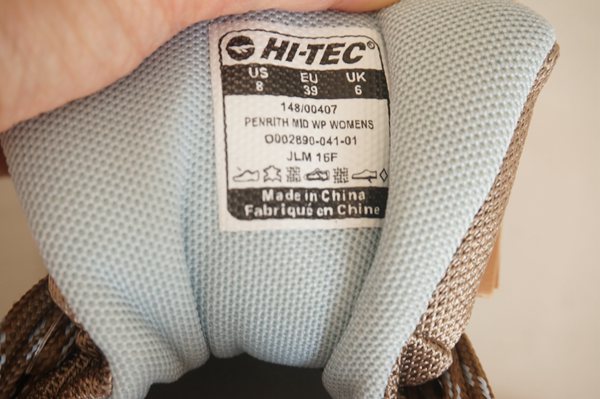 HI-TEC®
US EU UK
8 39 6
148/00407
PENRITH MID WP WOMENS
O002890-041-01
JLM 16F
Made in China
Fabriqué en Chine